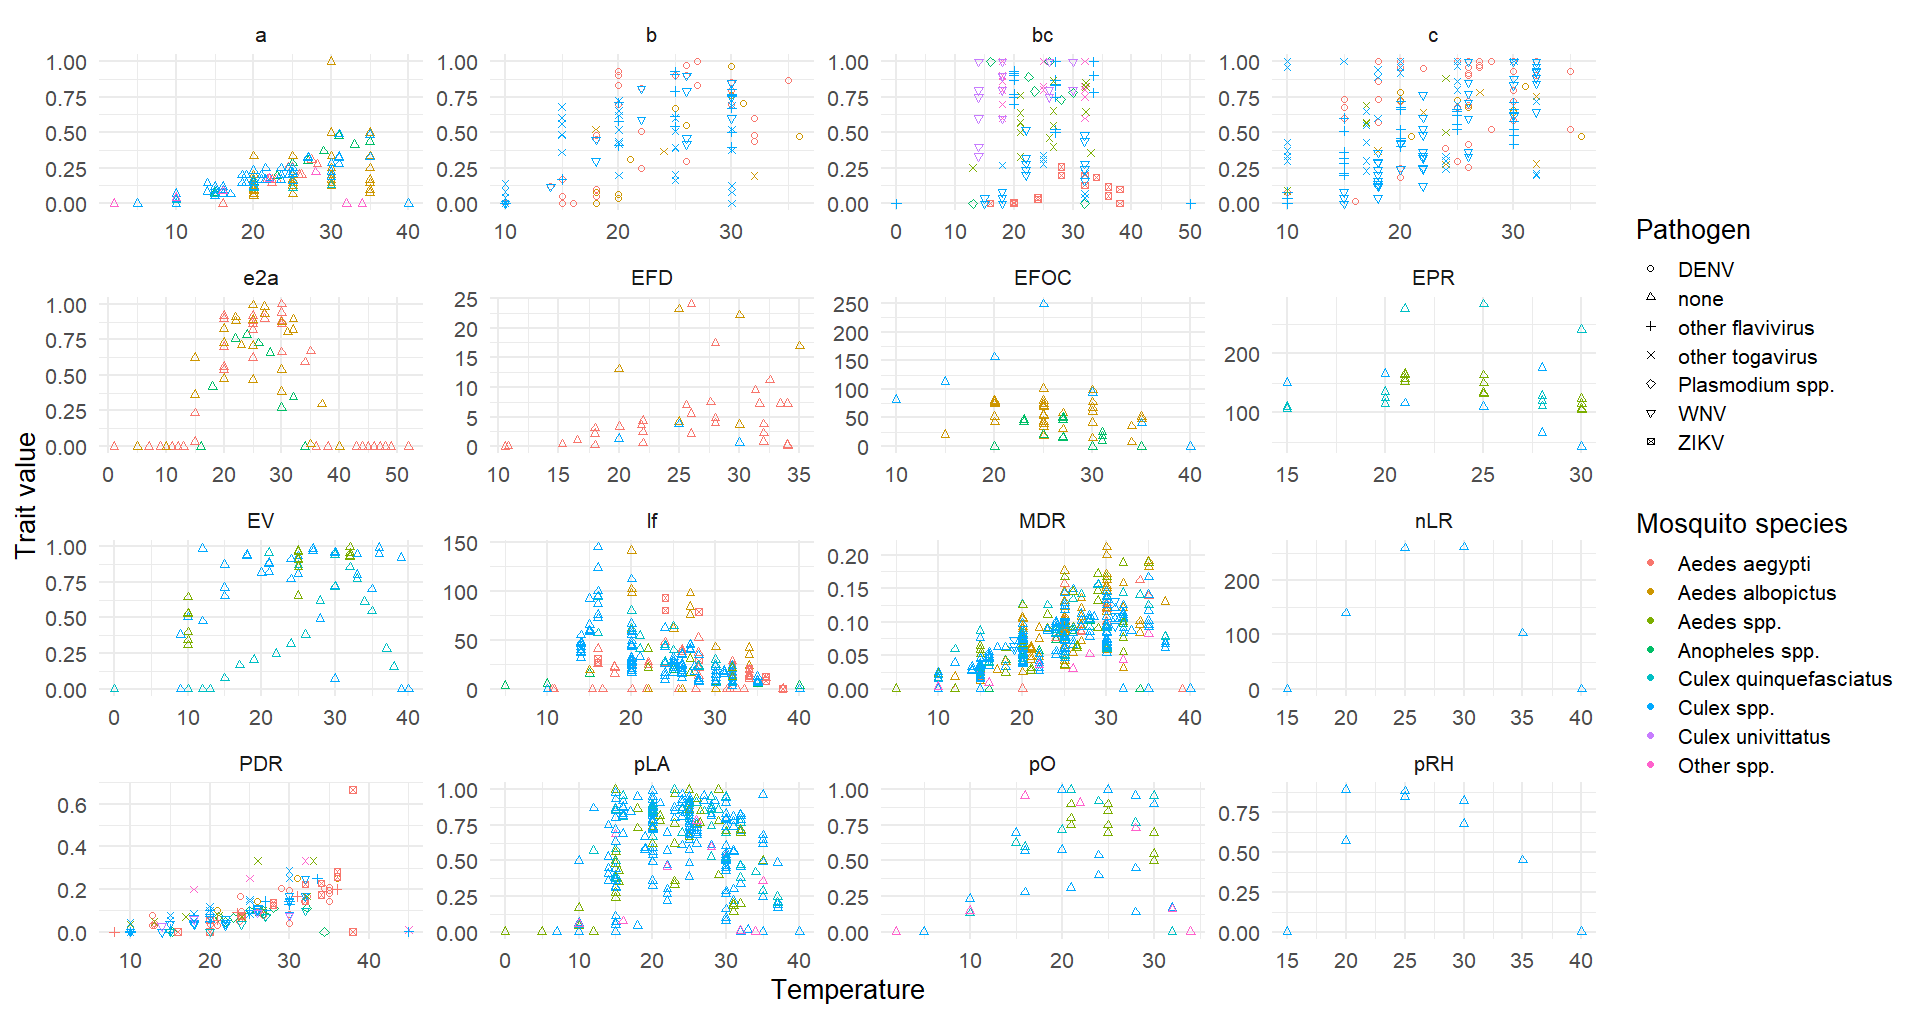 a b bc c
1.00 1.00 1.00 1.00
0.75 0.75 0.75 0.75
0.50 0.50 0.50 0.50
0.25 0.25 0.25 0.25
0.00 0.00 0.00 0.00
10 20 30 40 10 20 30 0 10 20 30 40 50 10 20 30
e2a EFD EFOC EPR
1.00 0.75 0.50 0.25 0.00
25 20 15 10 5 0
250 200 150 100 50 0
200 100
0 10 20 30 40 50 10 15 20 25 30 35 10 20 30 40 15 20 25 30
EV lf MDR nLR
1.00 0.75 0.50 0.25 0.00
150 100 50 0
0.20 0.15 0.10 0.05 0.00
200 100 0
0 10 20 30 40 0 10 20 30 40 10 20 30 40 15 20 25 30 35 40
PDR pLA pO pRH
0.6 0.4 0.2 0.0
1.00 0.75 0.50 0.25 0.00
1.00 0.75 0.50 0.25 0.00
0.75 0.50 0.25 0.00
10 20 30 40 0 10 20 30 40 10 20 30 15 20 25 30 35 40
Trait value
Temperature
Pathogen
DENV
none
other flavivirus
other togavirus
Plasmodium spp.
WNV
ZIKV
Mosquito species
Aedes aegypti
Aedes albopictus
Aedes spp.
Anopheles spp.
Culex quinquefasciatus
Culex spp.
Culex univittatus
Other spp.